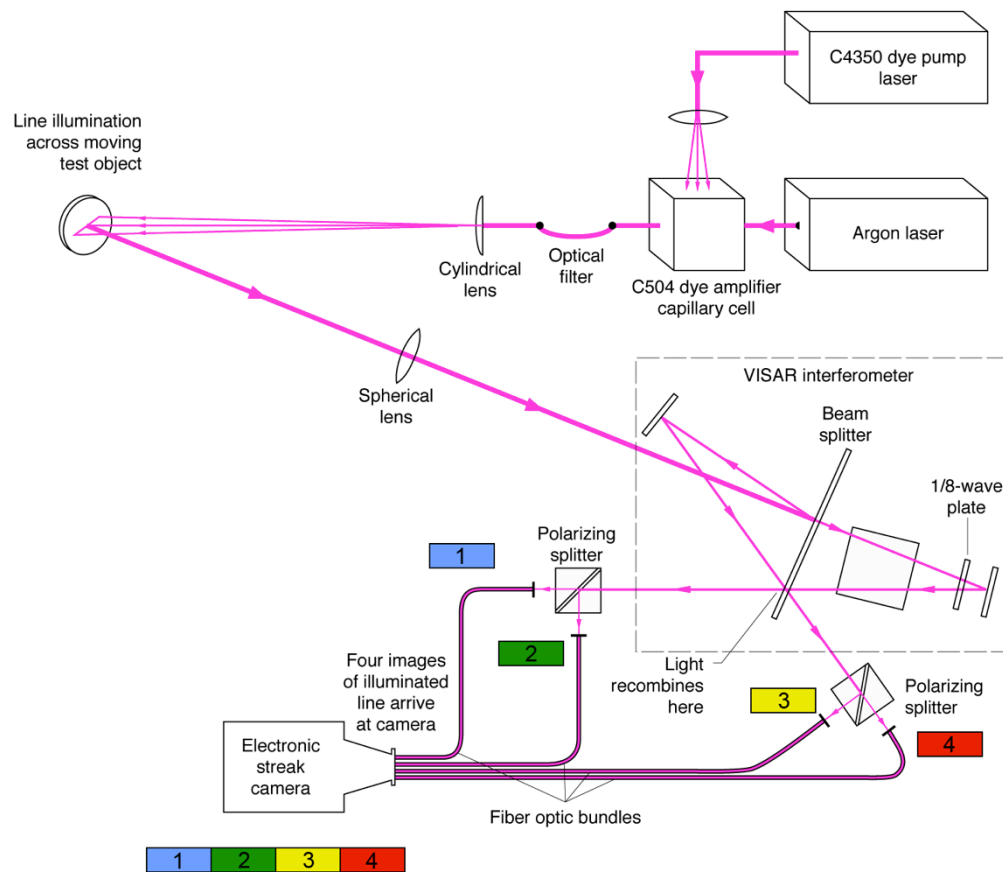 C4350 dye pump
laser
Line illumination
across moving
test object
Argon laser
Cylindrical
lens
Optical
filter
C504 dye amplifier
capillary cell
VISAR interferometer
Spherical
lens
Beam
splitter
1/8-wave
plate
Polarizing
splitter
1
2
Four images
of illuminated
line arrive
at camera
Light
recombines
here
3
Polarizing
splitter
4
Electronic
streak
camera
Fiber optic bundles
1 2 3 4